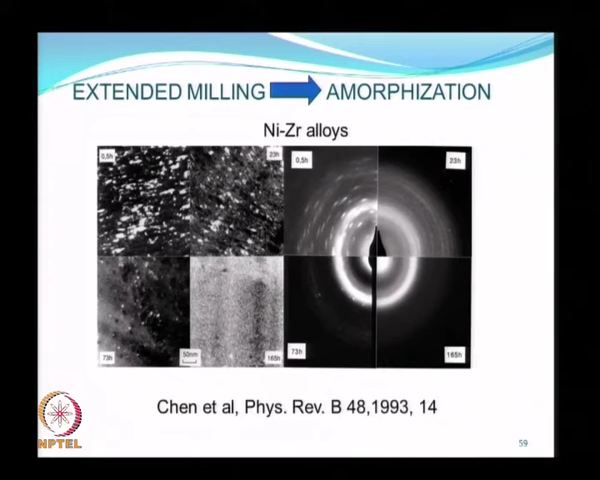 EXTENDED MILLING AMORPHIZATION
Ni-Zr alloys
0.5h 23h 0.5h 23h
73h 50nm 165h 73h 165h
Chen et al, Phys. Rev. B 48,1993, 14
NPTEL
59